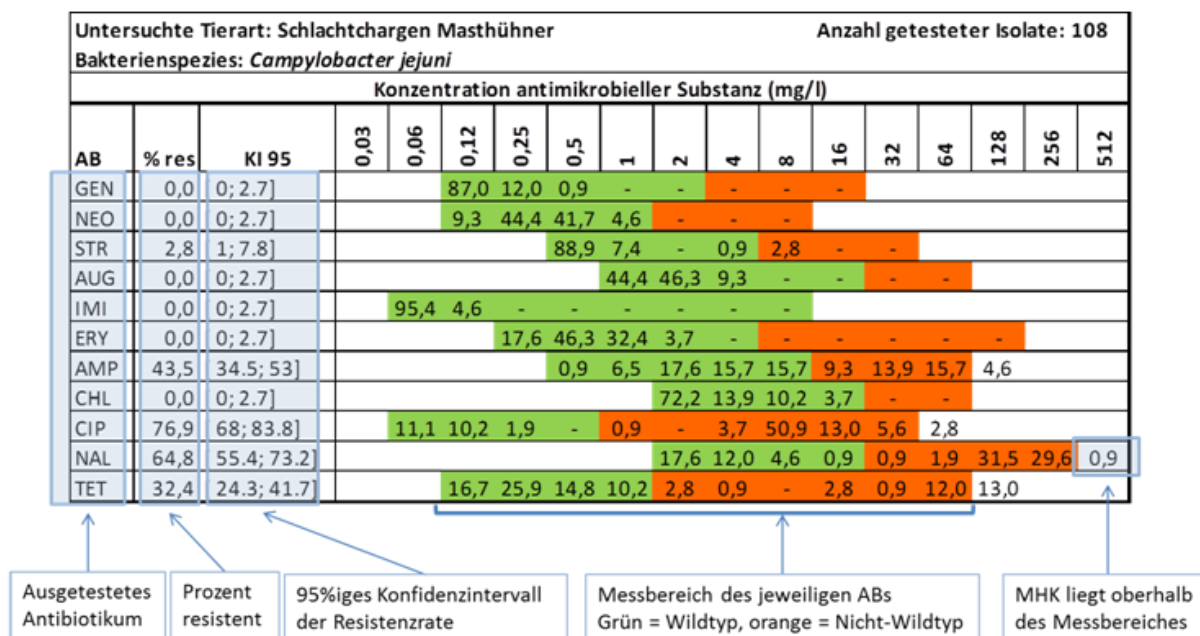 Untersuchte Tierart: Schlachtchargen Masthühner Anzahl getesteter Isolate: 108
Bakterienspezies: Campylobacter jejuni
Konzentration antimikrobieller Substanz (mg/l)
AB % res KI 95 0,03 0,06 0,12 0,25 0,5 1 2 4 8 16 32 64 128 256 512
GEN 0,0 0; 2.7] 87,0 12,0 0,9 - - - - -
NEO 0,0 0; 2.7] 9,3 44,4 41,7 4,6 - - -
STR 2,8 1; 7.8] 88,9 7,4 - 0,9 2,8 - -
AUG 0,0 0; 2.7] 44,4 46,3 9,3 - - - -
IMI 0,0 0; 2.7] 95,4 4,6 - - - - - -
ERY 0,0 0; 2.7] 17,6 46,3 32,4 3,7 - - - - - -
AMP 43,5 34.5; 53] 0,9 6,5 17,6 15,7 15,7 9,3 13,9 15,7 4,6
CHL 0,0 0; 2.7] 72,2 13,9 10,2 3,7 - -
CIP 76,9 68; 83.8] 11,1 10,2 1,9 - 0,9 - 3,7 50,9 13,0 5,6 2,8
NAL 64,8 55.4; 73.2] 17,6 12,0 4,6 0,9 0,9 1,9 31,5 29,6 0,9
TET 32,4 24.3; 41.7] 16,7 25,9 14,8 10,2 2,8 0,9 - 2,8 0,9 12,0 13,0
Ausgetestetes
Antibiotikum
Prozent
resistent
95%iges Konfidenzintervall
der Resistenzrate
Messbereich des jeweiligen ABs
Grün = Wildtyp, orange = Nicht-Wildtyp
MHK liegt oberhalb
des Messbereiches